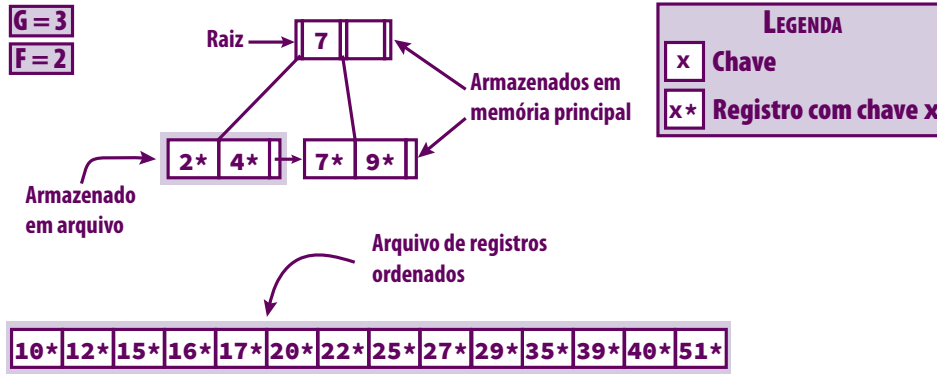 G = 3
F = 2
Raiz
7
LEGENDA
x Chave
x* Registro com chave x
Armazenados em
memória principal
2* 4* 7* 9*
Armazenado
em arquivo
Arquivo de registros
ordenados
10* 12* 15* 16* 17* 20* 22* 25* 27* 29* 35* 39* 40* 51*